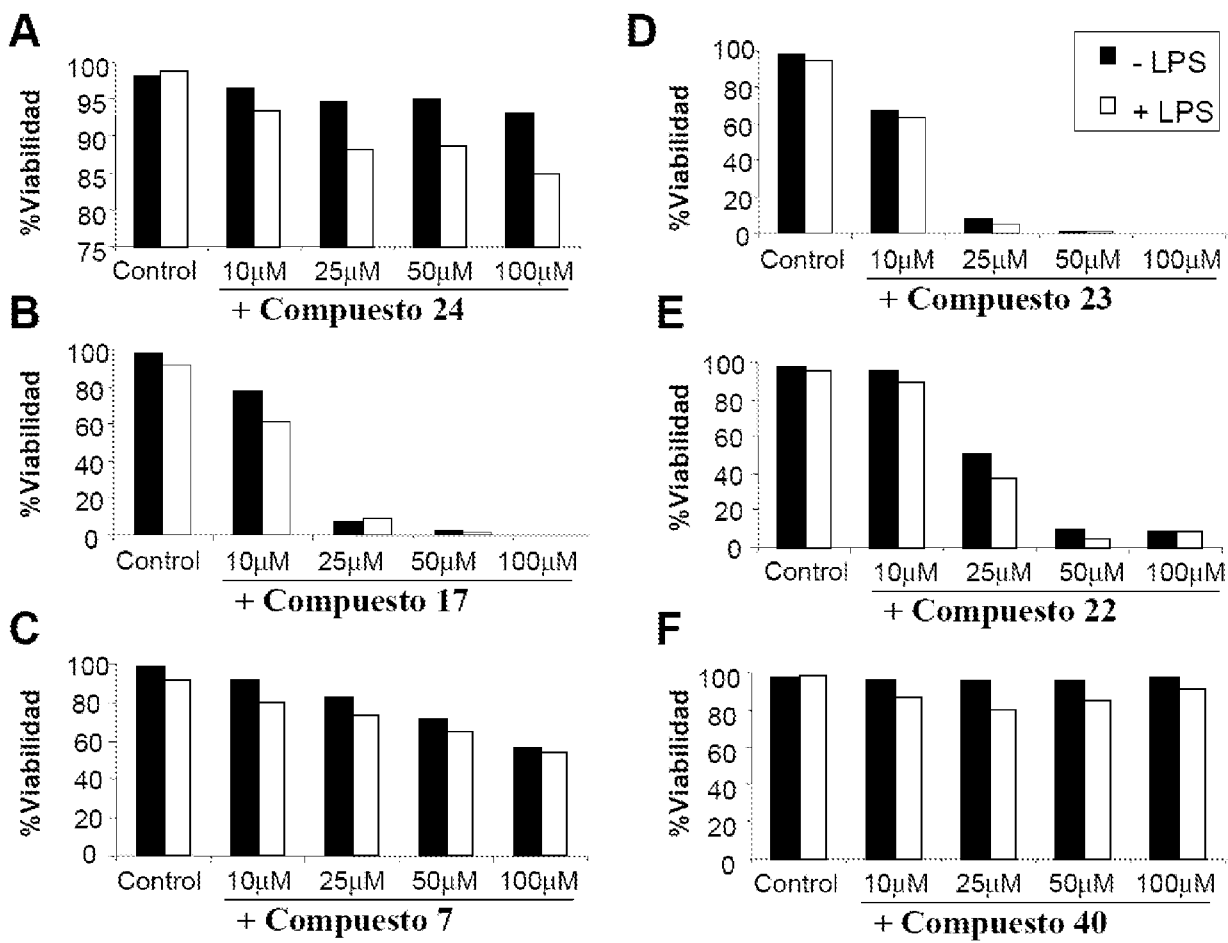 A
%Viabilidad
100
95
90
85
80
75
Control 10µM 25µM 50µM 100µM
+ Compuesto 24
B
%Viabilidad
100
80
60
40
20
0
Control 10µM 25µM 50µM 100µM
+ Compuesto 17
C
%Viabilidad
100
80
60
40
20
0
Control 10µM 25µM 50µM 100µM
+ Compuesto 7
D
- LPS
+ LPS
%Viabilidad
100
80
60
40
20
0
Control 10µM 25µM 50µM 100µM
+ Compuesto 23
E
%Viabilidad
100
80
60
40
20
0
Control 10µM 25µM 50µM 100µM
+ Compuesto 22
F
%Viabilidad
100
80
60
40
20
0
Control 10µM 25µM 50µM 100µM
+ Compuesto 40